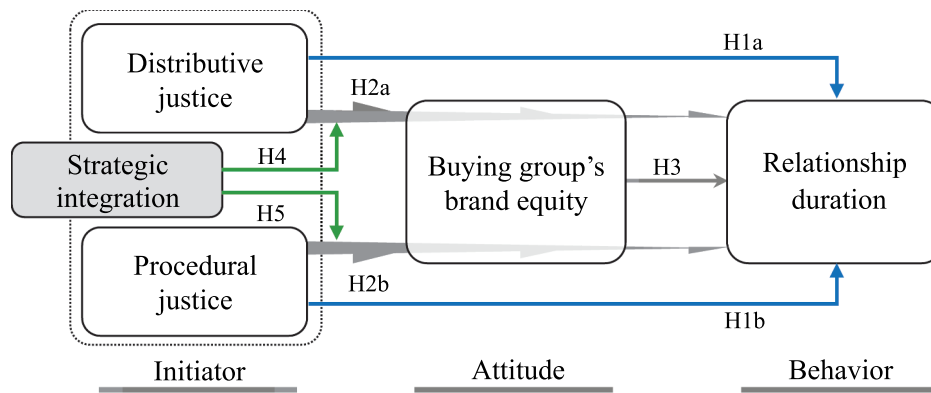 H1a
Distributive
justice
H2a
Strategic
integration
H4
H5
Buying group's
brand equity
H3
Relationship
duration
Procedural
justice
H2b
H1b
Initiator
Attitude
Behavior